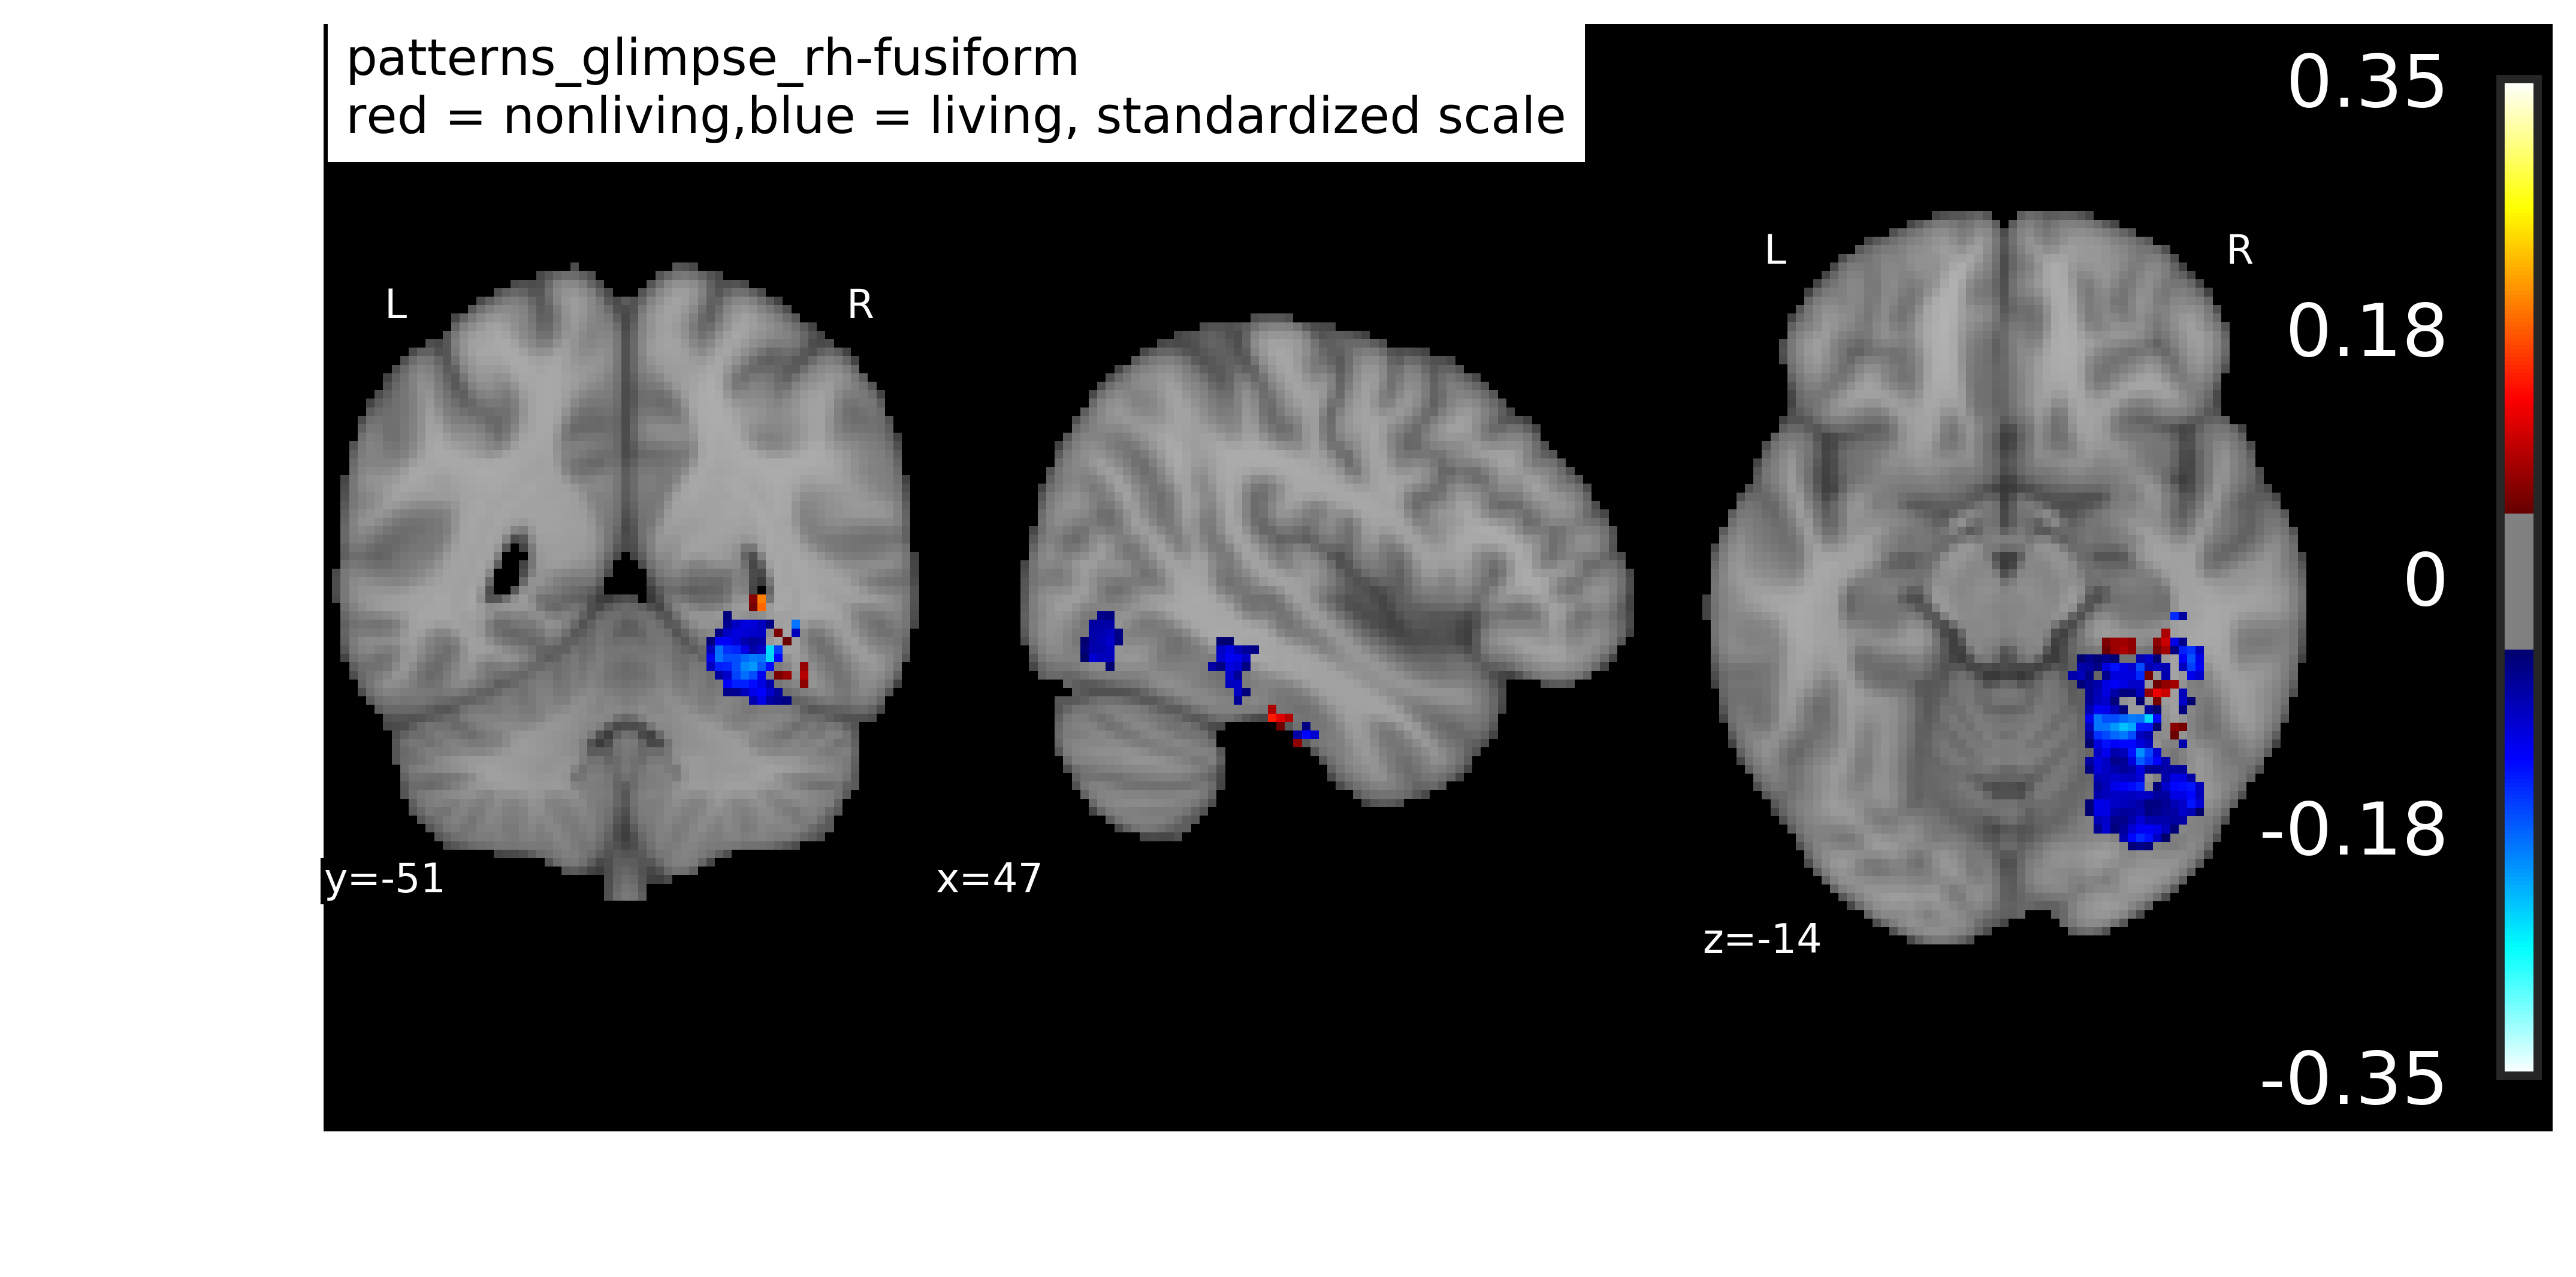 patterns_glimpse_rh-fusiform
red = nonliving,blue = living, standardized scale
L R
y=-51
x=47
L R
z=-14
0.35
0.18
0
-0.18
-0.35